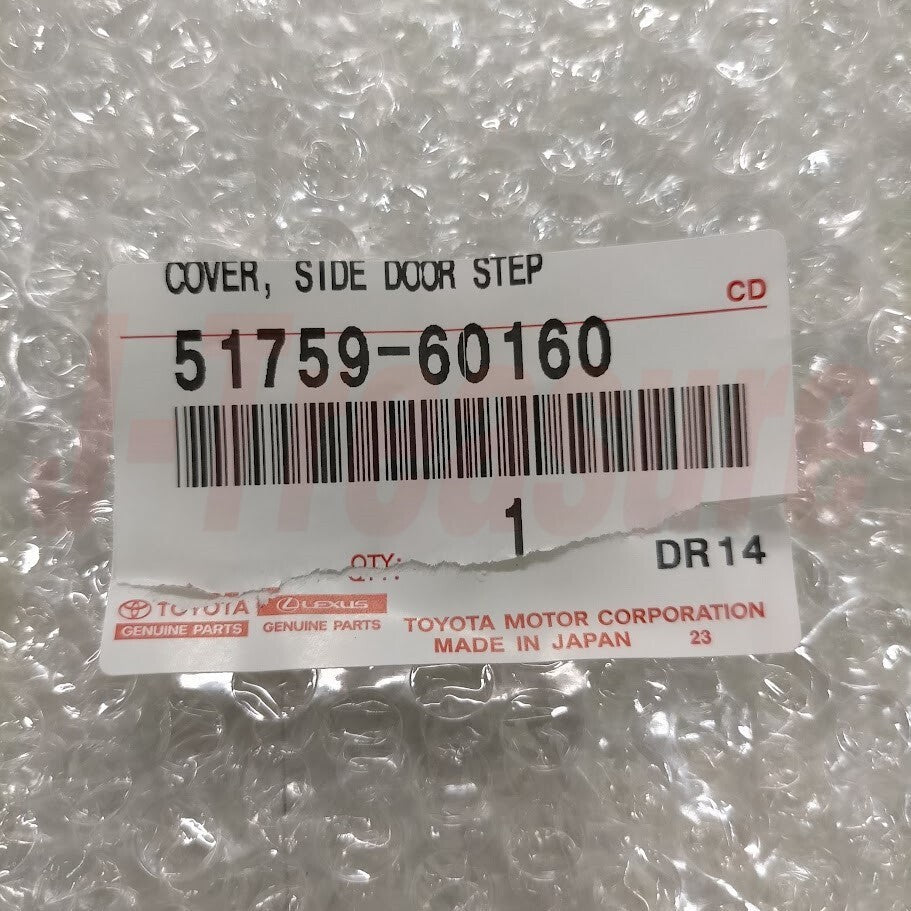 COVER, SIDE DOOR STEP
CD
51759-60160
1
QTY:
DR14
TOYOTA
GENUINE PARTS
LEXUS
GENUINE PARTS
TOYOTA MOTOR CORPORATION
MADE IN JAPAN 23
J-Treasure